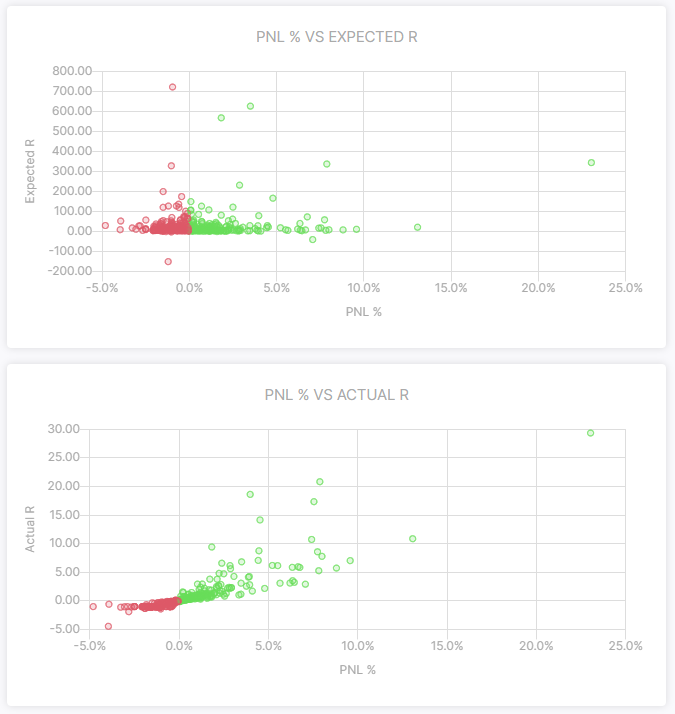 PNL % VS EXPECTED R
Expected R
800.00
700.00
600.00
500.00
400.00
300.00
200.00
100.00
0.00
-100.00
-200.00
-5.0% 0.0% 5.0% 10.0% 15.0% 20.0% 25.0%
PNL %
PNL % VS ACTUAL R
Actual R
30.00
25.00
20.00
15.00
10.00
5.00
0.00
-5.00
-5.0% 0.0% 5.0% 10.0% 15.0% 20.0% 25.0%
PNL %